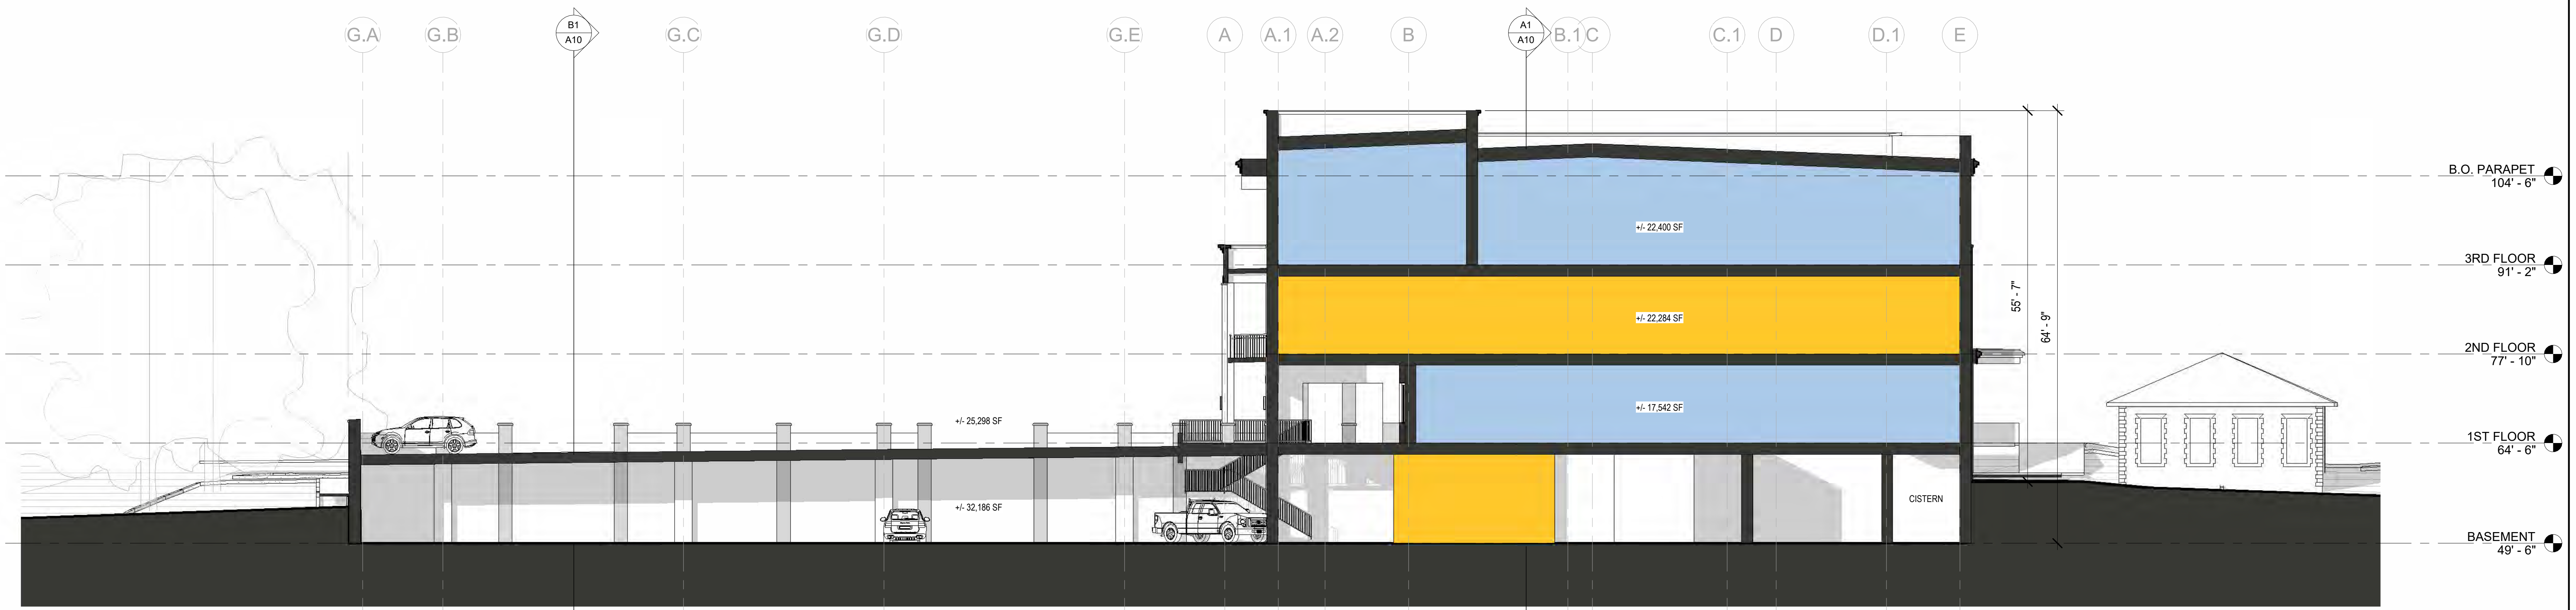 G.A
G.B
B1
A10
G.C
G.D
G.E
A
A.1
A.2
B
A1
A10
B.1
C
C.1
D
D.1
E
B.O. PARAPET
104' - 6"
+/- 22,400 SF
3RD FLOOR
91' - 2"
55' - 7"
64' - 9"
+/- 22,284 SF
2ND FLOOR
77' - 10"
+/- 17,542 SF
+/- 25,298 SF
1ST FLOOR
64' - 6"
+/- 32,186 SF
CISTERN
BASEMENT
49' - 6"